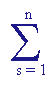 n
∑
s = 1